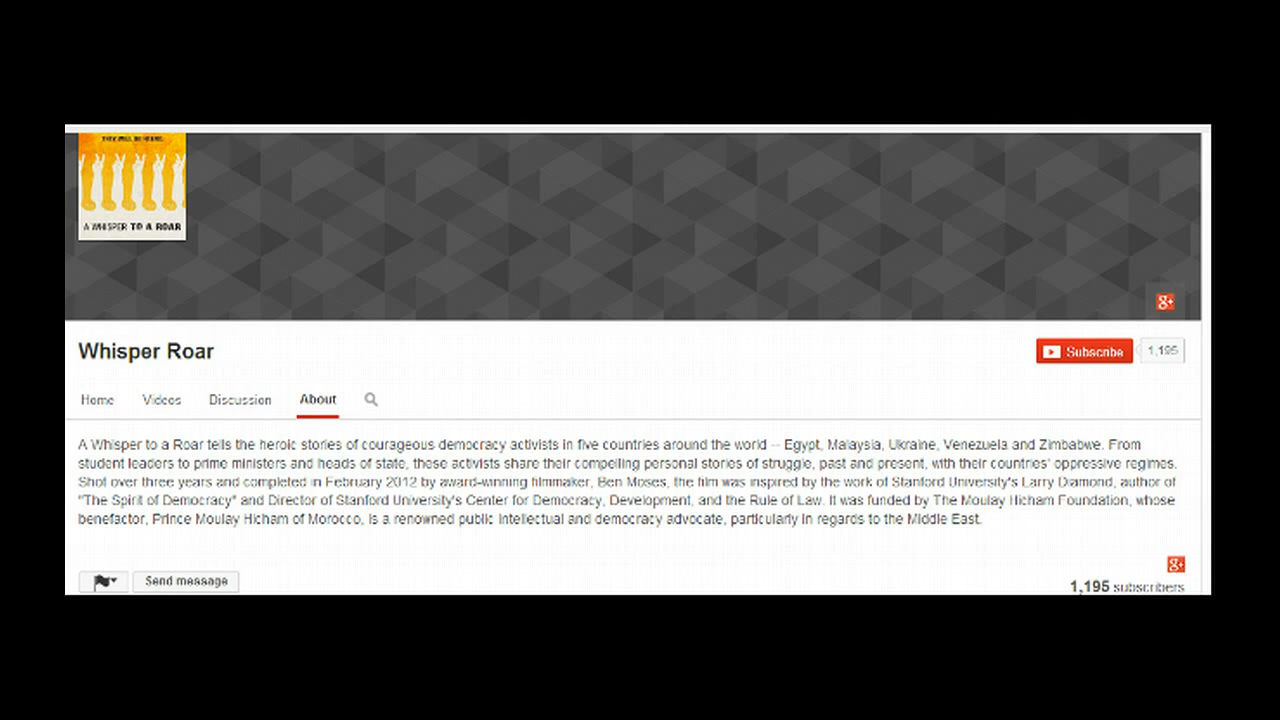 THEY WILL BE HEARD.
A WHISPER TO A ROAR
g+
Whisper Roar
Subscribe 1,195
Home Videos Discussion About
A Whisper to a Roar tells the heroic stories of courageous democracy activists in five countries around the world -- Egypt, Malaysia, Ukraine, Venezuela and Zimbabwe. From
student leaders to prime ministers and heads of state, these activists share their compelling personal stories of struggle, past and present, with their countries' oppressive regimes.
Shot over three years and completed in February 2012 by award-winning filmmaker, Ben Moses, the film was inspired by the work of Stanford University's Larry Diamond, author of
"The Spirit of Democracy" and Director of Stanford University's Center for Democracy, Development, and the Rule of Law. It was funded by The Moulay Hicham Foundation, whose
benefactor, Prince Moulay Hicham of Morocco, is a renowned public intellectual and democracy advocate, particularly in regards to the Middle East.
g+
Send message
1,195 subscribers